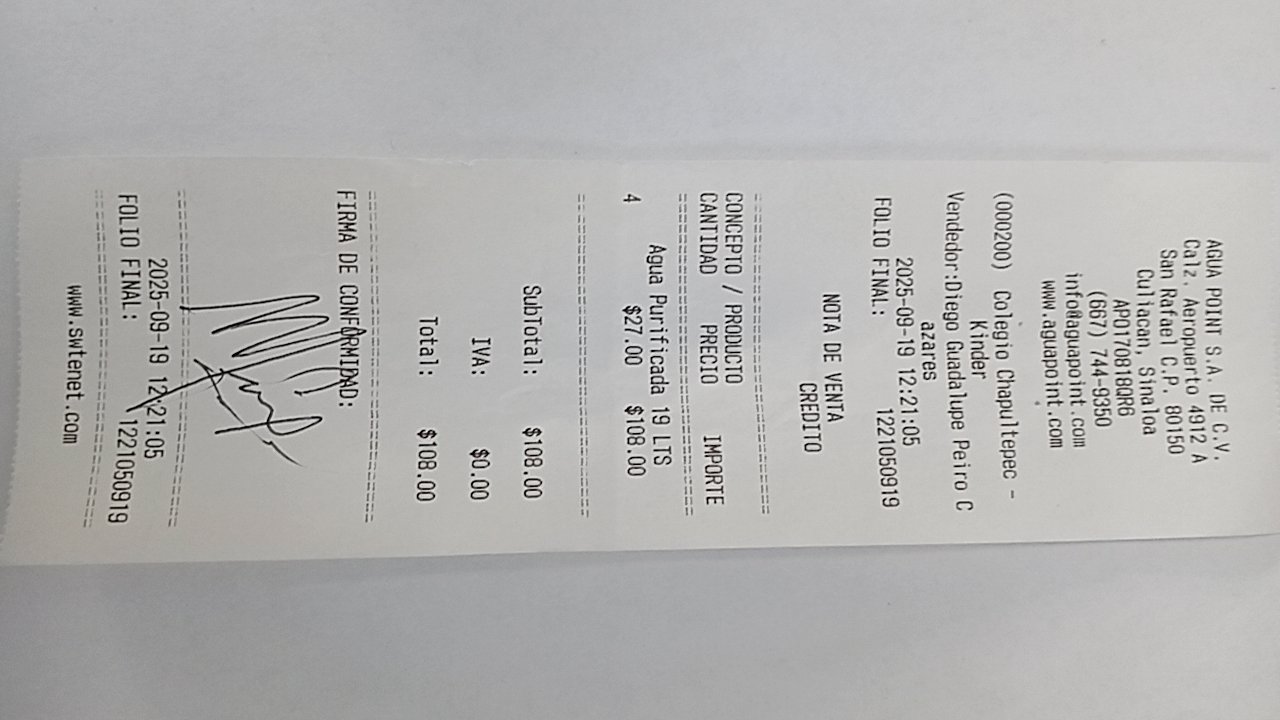 AGUA POINT S.A. DE C.V.
Calz. Aeropuerto 4912 A
San Rafael C.P. 80150
Culiacan, Sinaloa
APO170818QR6
(667) 744-9350
info@aguapoint.com
www.aguapoint.com
(000200) Colegio Chapultepec -
Kinder
Vendedor:Diego Guadalupe Peiro C
azares
2025-09-19 12:21:05
FOLIO FINAL: 1221050919
NOTA DE VENTA
CREDITO
CONCEPTO / PRODUCTO
CANTIDAD PRECIO IMPORTE
Agua Purificada 19 LTS
4 $27.00 $108.00
SubTotal: $108.00
IVA: $0.00
Total: $108.00
FIRMA DE CONFORMIDAD:
2025-09-19 12:21:05
FOLIO FINAL: 1221050919
www.swtenet.com